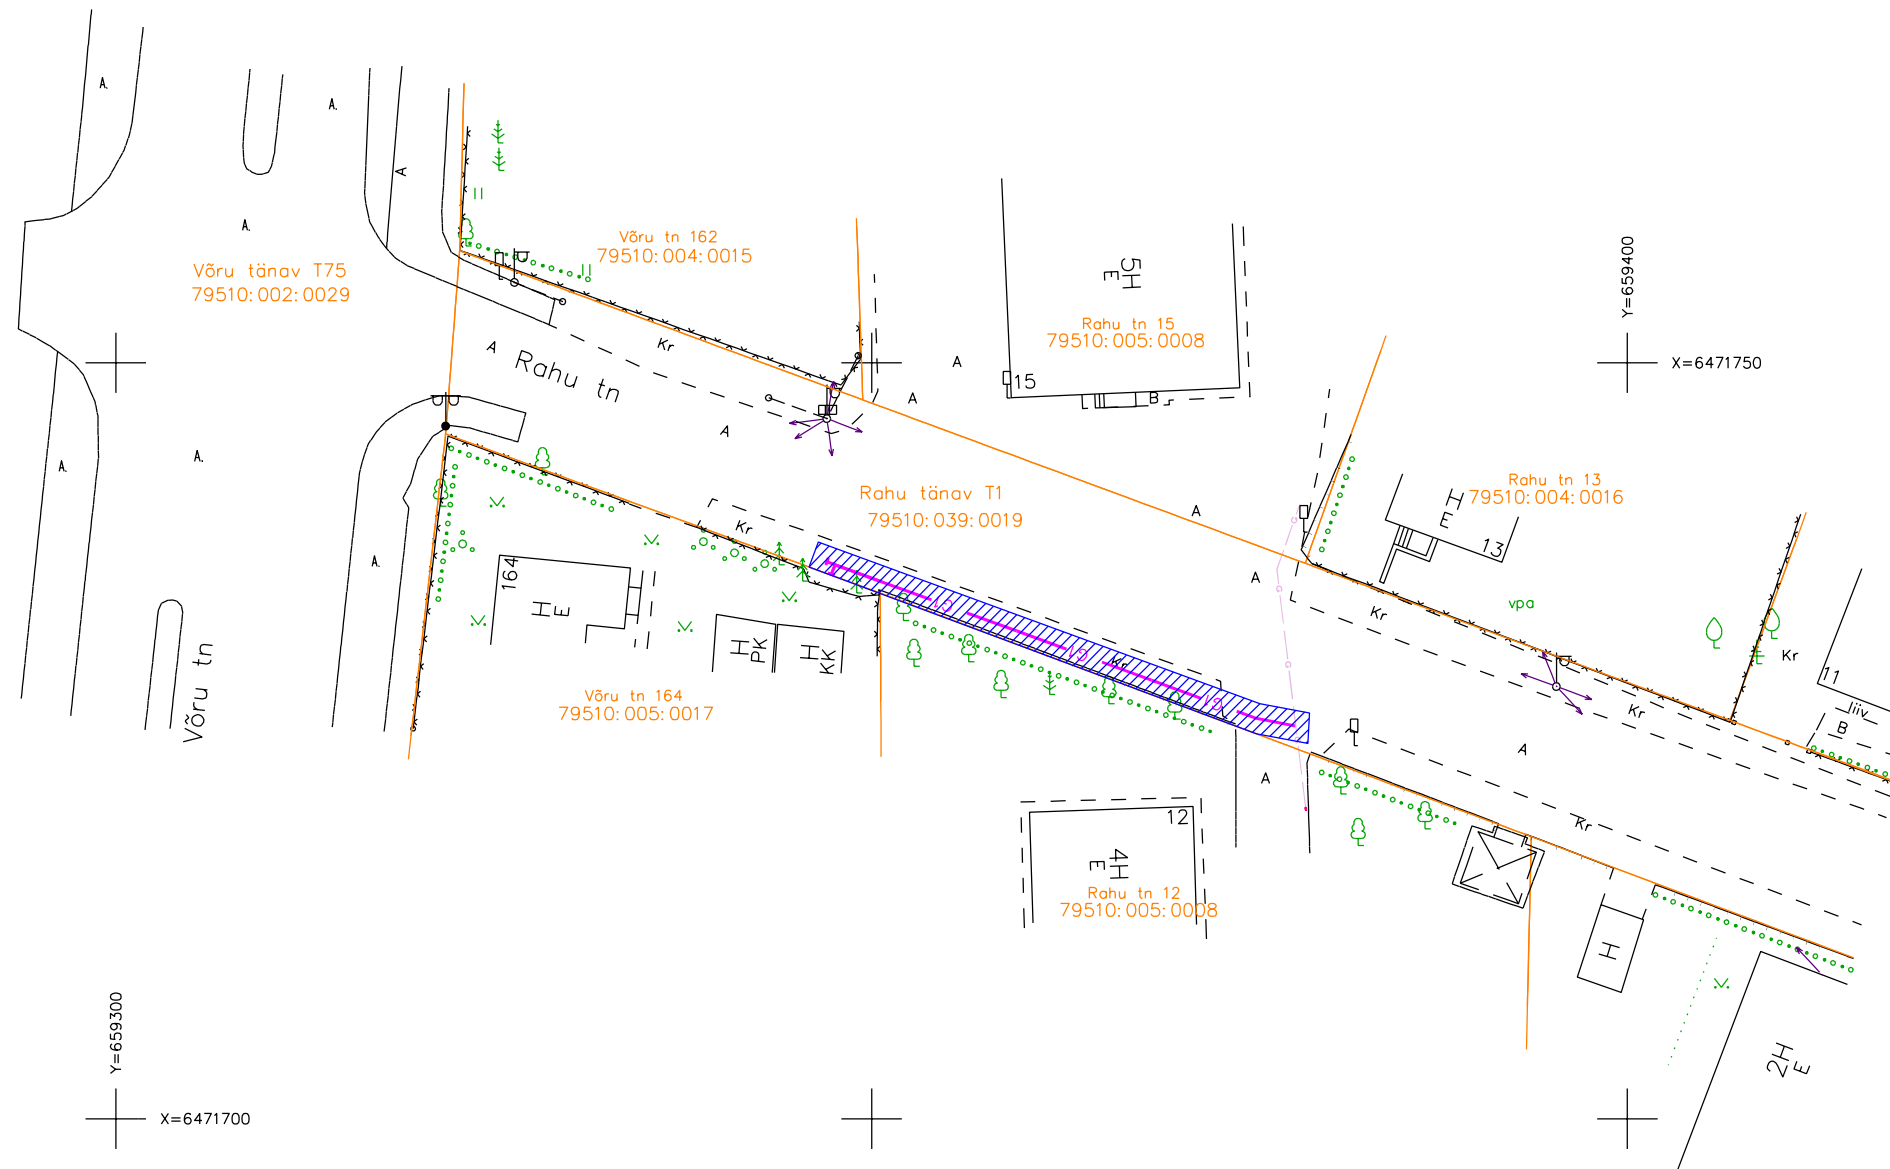 A.
A.
A
A.
Võru tn 162
79510:004:0015
Võru tänav T75
79510:002:0029
5H
E
Rahu tn 15
79510:005:0008
Y=659400
X=6471750
A
Kr
A
Rahu tn
15
B
A
A
A.
A.
Rahu tänav T1
79510:039:0019
A
Rahu tn 13
79510:004:0016
H
E
13
Kr
A.
164
H
E
H
PK
H
KK
Võru tn 164
79510:005:0017
Võru tn
Kr
A
Kr
vpa
Kr
11
Kr
liiv
B
A
A
12
4H
E
Rahu tn 12
79510:005:0008
Kr
H
2H
E
Y=659300
X=6471700